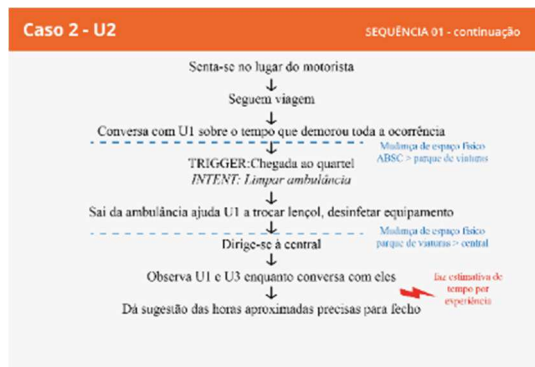 Caso 2 - U2
SEQUÊNCIA 01 - continuação
Senta-se no lugar do motorista
Seguem viagem
Conversa com U1 sobre o tempo que demorou toda a ocorrência
Mudança de espaço físico
ABSC > parque de viaturas
TRIGGER:Chegada ao quartel
INTENT: Limpar ambulância
Sai da ambulância ajuda U1 a trocar lençol, desinfetar equipamento
Mudança de espaço físico
parque de viaturas > central
Dirige-se à central
Observa U1 e U3 enquanto conversa com eles
faz estimativa de
tempo por
experiência
Dá sugestão das horas aproximadas precisas para fecho